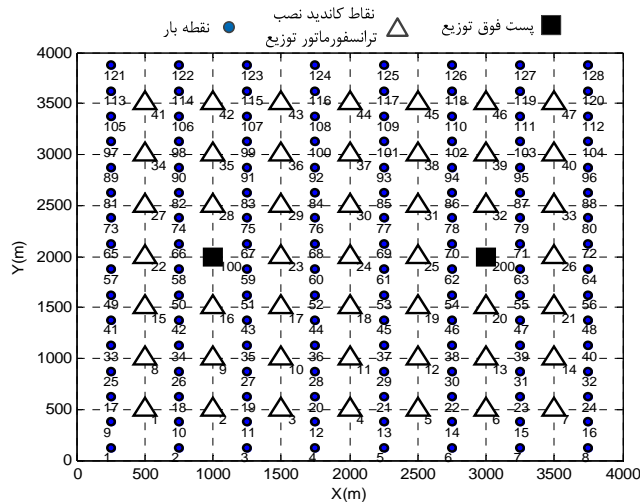 پست فوق توزیع
نقاط کاندید نصب
ترانسفورماتور توزیع
نقطه بار
4000
121 122 123 124 125 126 127 128
3500 113 114 115 116 117 118 119 120
41 42 43 44 45 46 47
105 106 107 108 109 110 111 112
3000 97 98 99 100 101 102 103 104
34 35 36 37 38 39 40
89 90 91 92 93 94 95 96
2500 81 82 83 84 85 86 87 88
27 28 29 30 31 32 33
73 74 75 76 77 78 79 80
2000 65 66 67 68 69 70 71 72
22 100 23 24 25 200 26
57 58 59 60 61 62 63 64
1500 49 50 51 52 53 54 55 56
15 16 17 18 19 20 21
41 42 43 44 45 46 47 48
1000 33 34 35 36 37 38 39 40
8 9 10 11 12 13 14
25 26 27 28 29 30 31 32
500 17 18 19 20 21 22 23 24
1 2 3 4 5 6 7
9 10 11 12 13 14 15 16
0 1 2 3 4 5 6 7 8
0 500 1000 1500 2000 2500 3000 3500 4000
X(m)
Y(m)